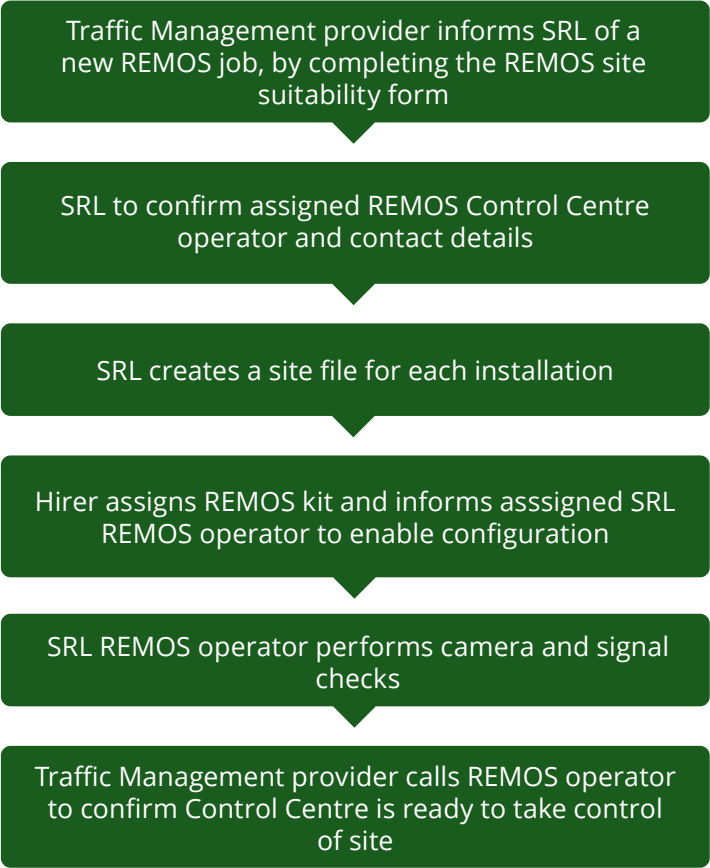 Traffic Management provider informs SRL of a
new REMOS job, by completing the REMOS site
suitability form
SRL to confirm assigned REMOS Control Centre
operator and contact details
SRL creates a site file for each installation
Hirer assigns REMOS kit and informs asssigned SRL
REMOS operator to enable configuration
SRL REMOS operator performs camera and signal
checks
Traffic Management provider calls REMOS operator
to confirm Control Centre is ready to take control
of site